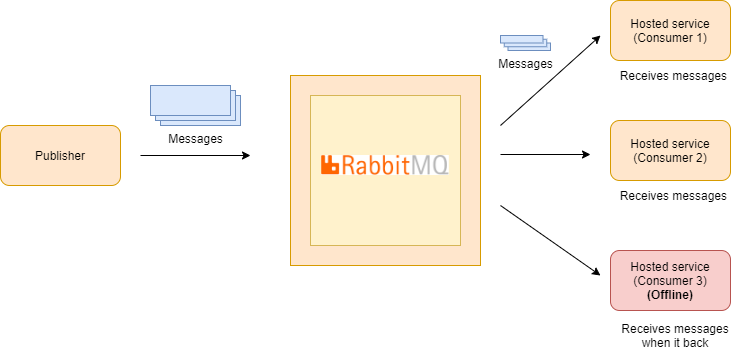 Publisher
Messages
RabbitMQ
Messages
Hosted service
(Consumer 1)
Receives messages
Hosted service
(Consumer 2)
Receives messages
Hosted service
(Consumer 3)
(Offline)
Receives messages
when it back